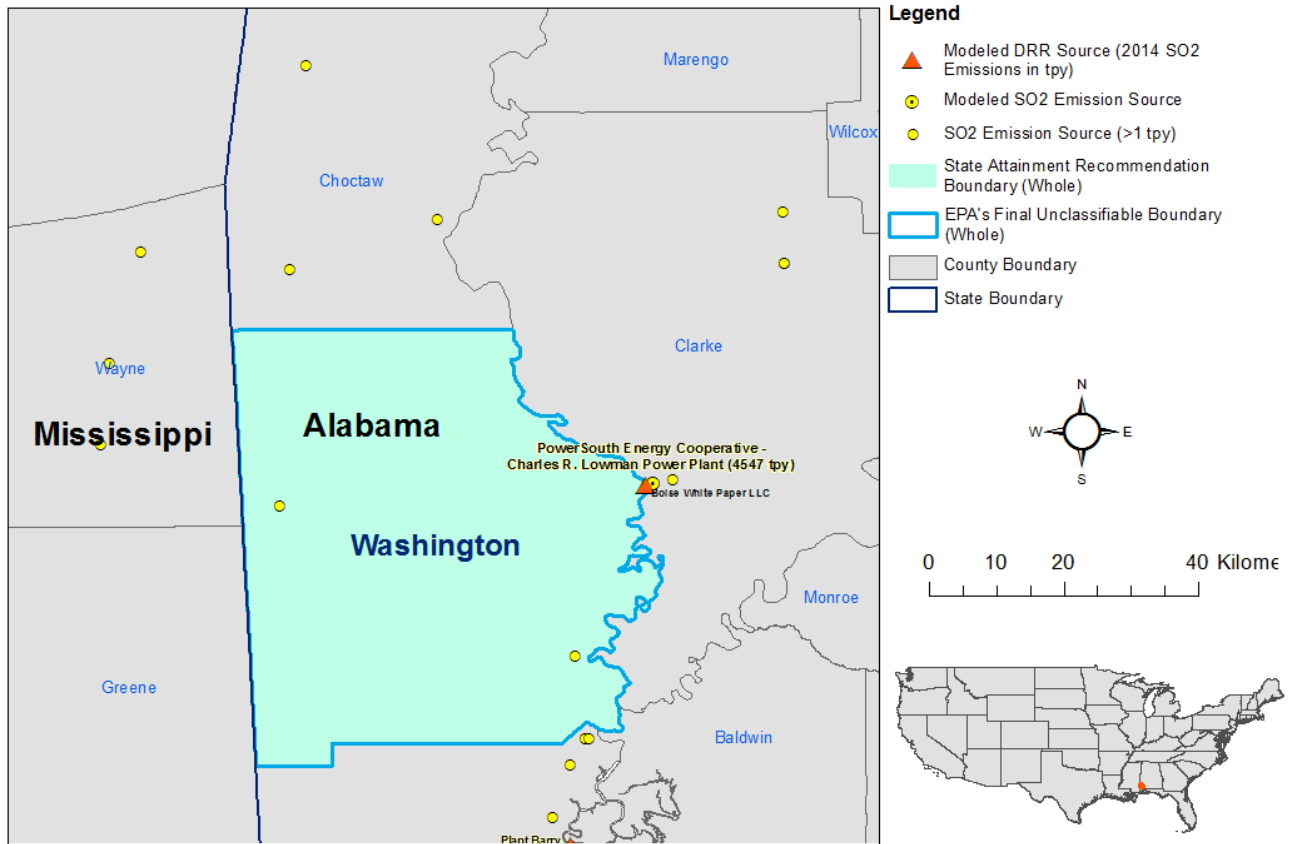 Marengo
Wilcox
Choctaw
Clarke
Wayne
Mississippi
Alabama
PowerSouth Energy Cooperative -
Charles R. Lowman Power Plant (4547 tpy)
Boise White Paper LLC
Washington
Monroe
Greene
Baldwin
Plant Barry
Legend
Modeled DRR Source (2014 SO2
Emissions in tpy)
Modeled SO2 Emission Source
SO2 Emission Source (>1 tpy)
State Attainment Recommendation
Boundary (Whole)
EPA's Final Unclassifiable Boundary
(Whole)
County Boundary
State Boundary
N
W E
S
0 10 20 40 Kilome